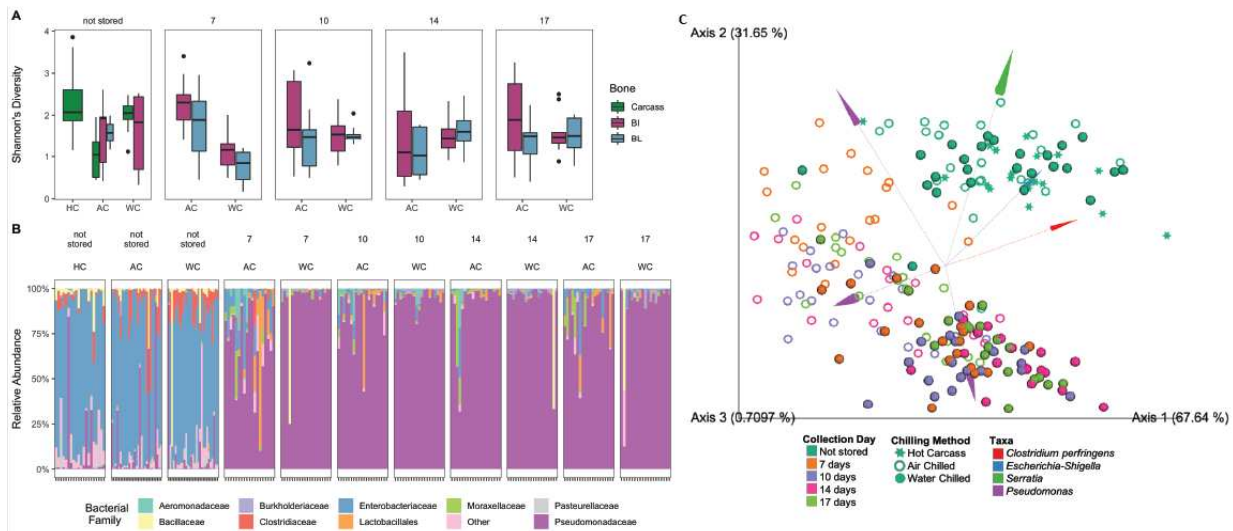 A
not stored
7
10
14
17
Shannon's Diversity
4
3
2
1
0
HC
AC
WC
AC
WC
AC
WC
AC
WC
AC
WC
Bone
Carcass
BI
BL
B
not stored
not stored
not stored
7
7
10
10
14
14
17
17
HC
AC
WC
AC
WC
AC
WC
AC
WC
AC
WC
Relative Abundance
100%
75%
50%
25%
0%
Bacterial Family
Aeromonadaceae
Burkholderiaceae
Enterobacteriaceae
Moraxellaceae
Pasteurellaceae
Bacillaceae
Clostridiaceae
Lactobacillales
Other
Pseudomonadaceae
C
Axis 2 (31.65 %)
Axis 3 (0.7097 %)
Axis 1 (67.64 %)
Collection Day
Not stored
7 days
10 days
14 days
17 days
Chilling Method
Hot Carcass
Air Chilled
Water Chilled
Taxa
Clostridium perfringens
Escherichia-Shigella
Serratia
Pseudomonas